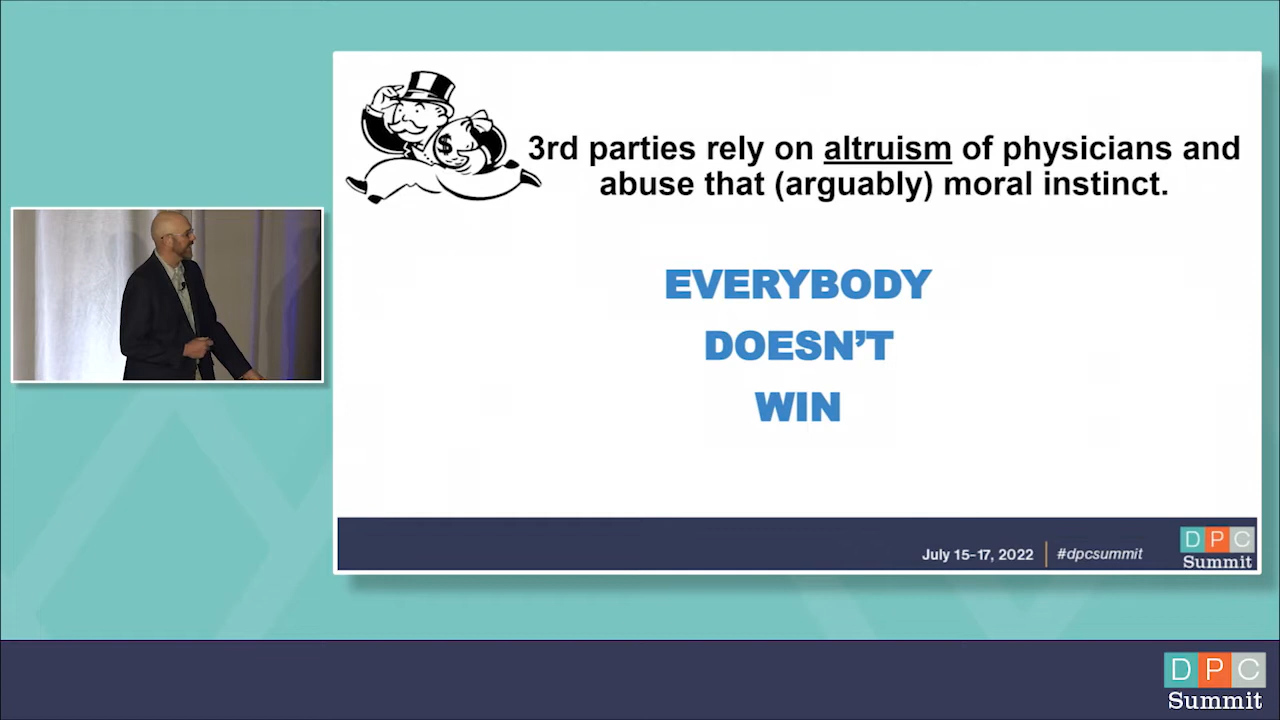 $
3rd parties rely on altruism of physicians and
abuse that (arguably) moral instinct.
EVERYBODY
DOESN’T
WIN
July 15–17, 2022 | #dpcsummit
DPC
Summit
DPC
Summit